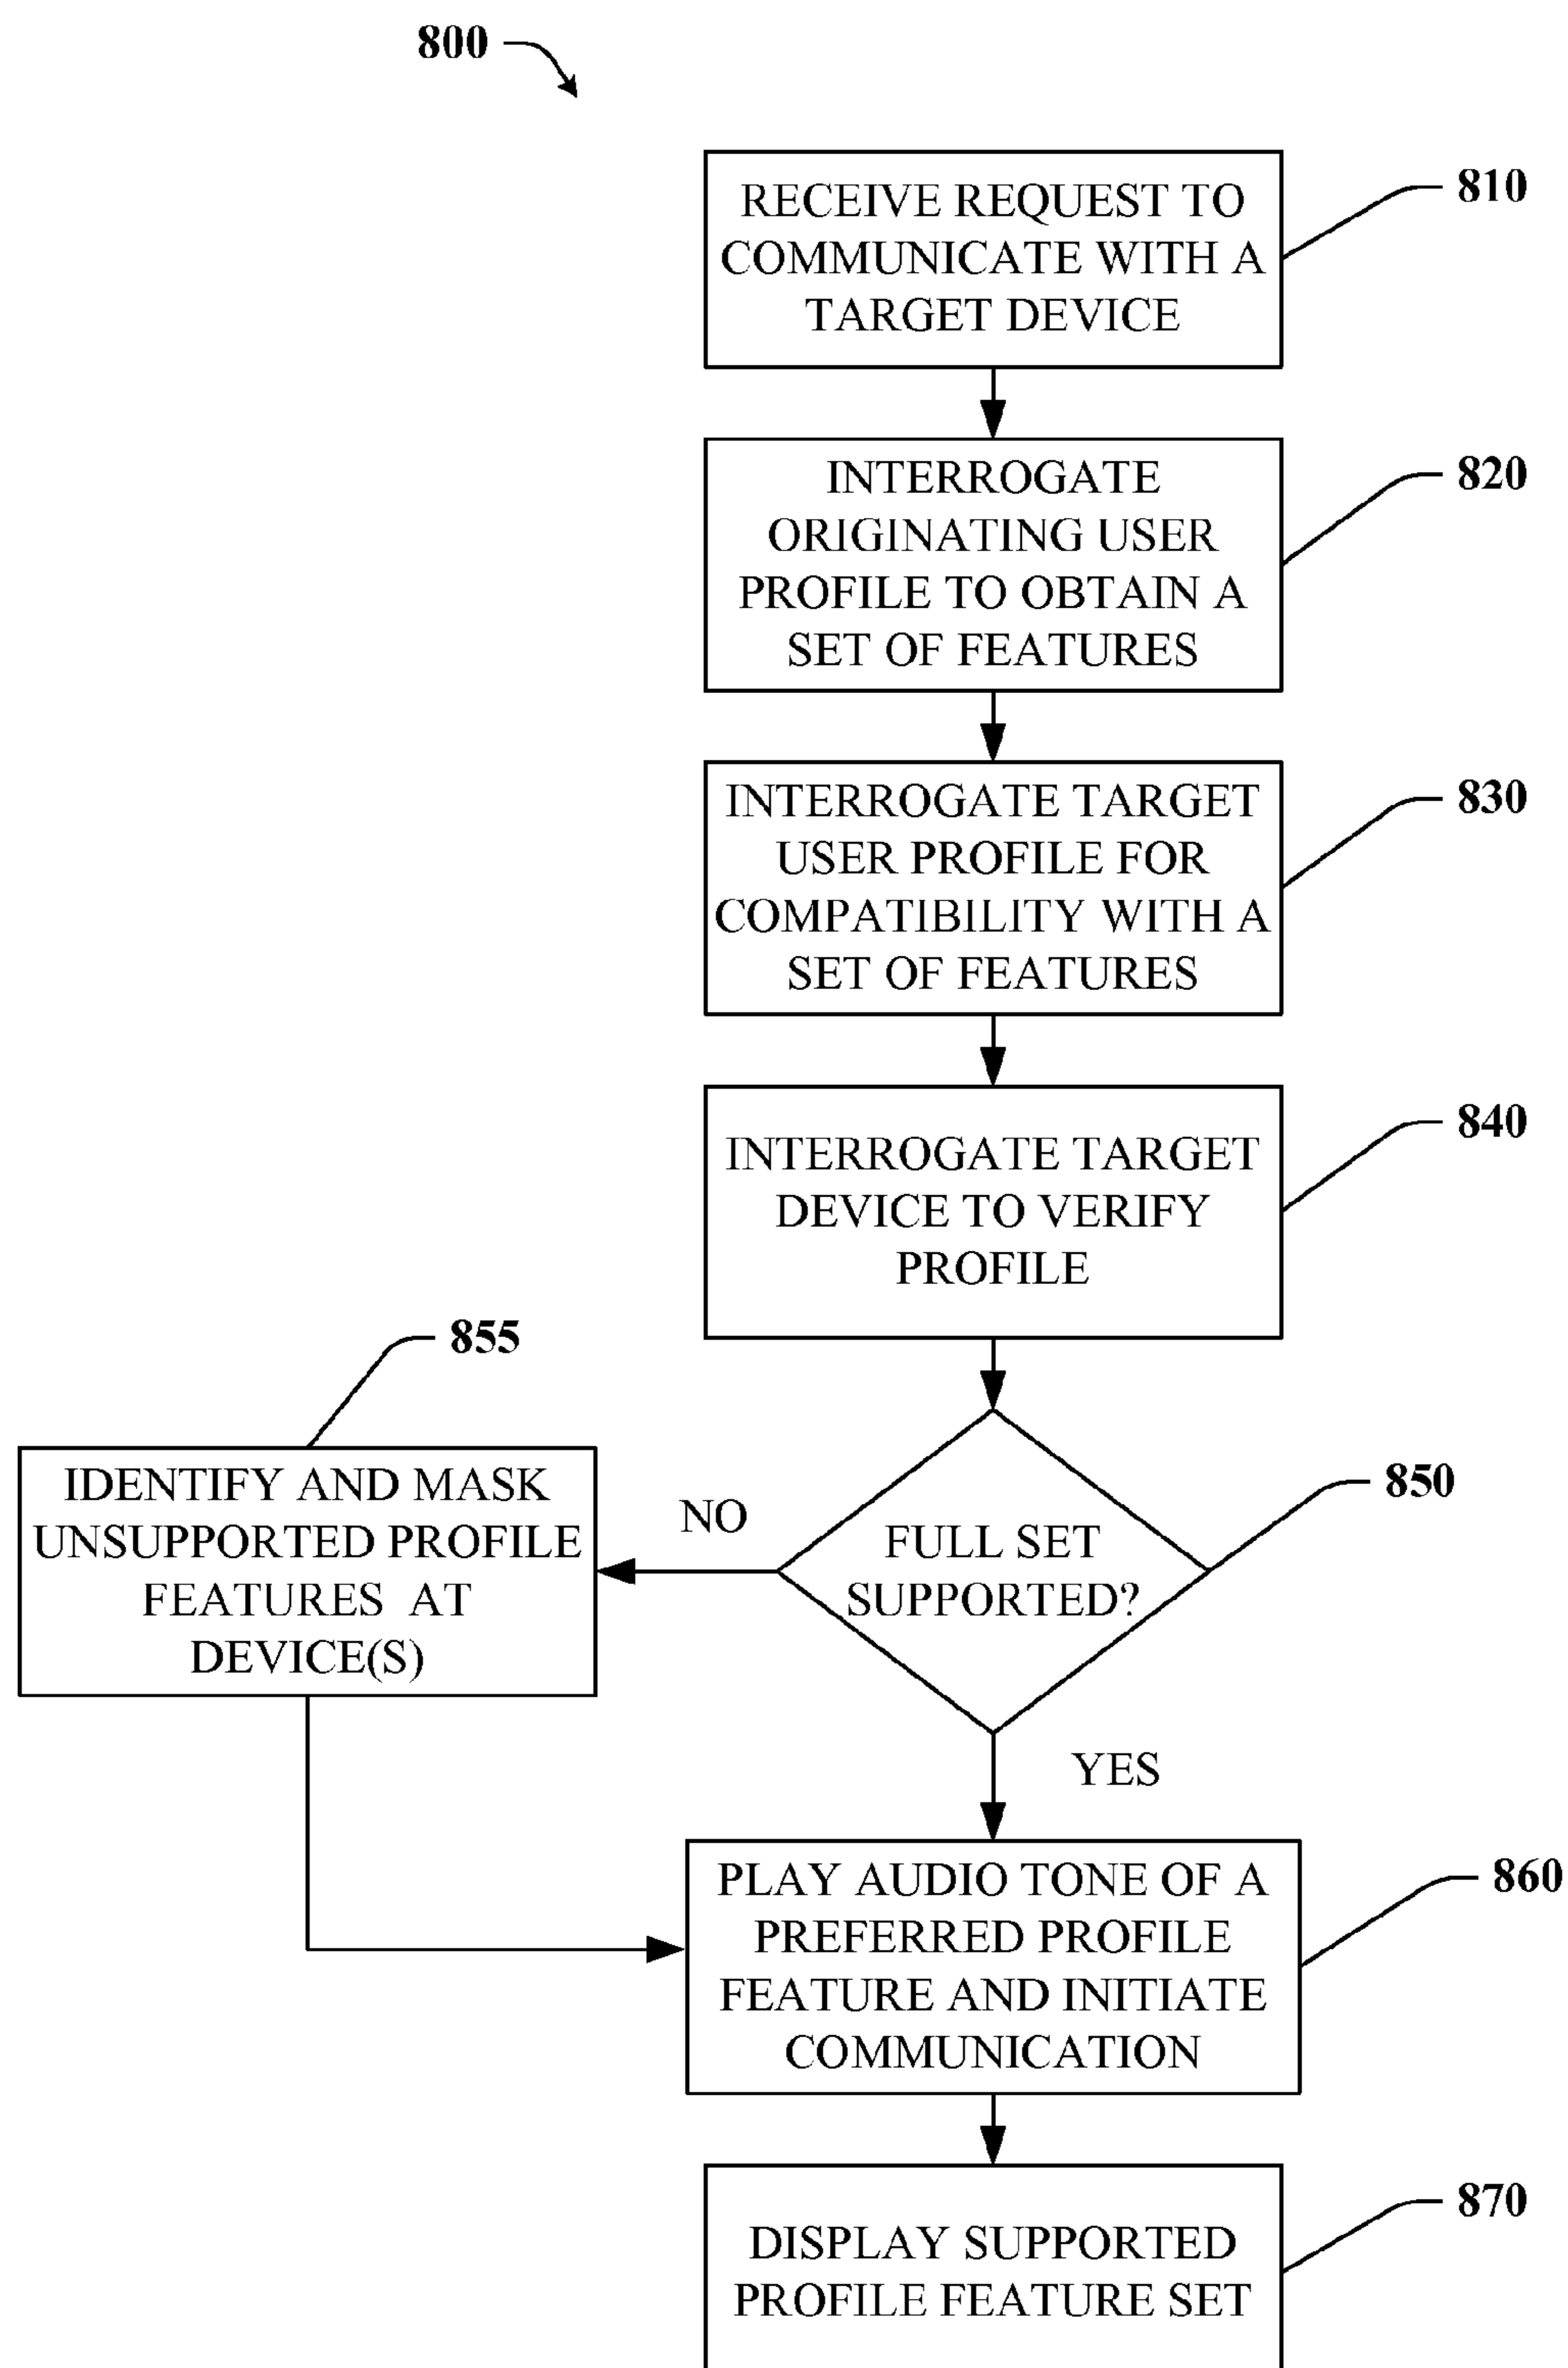 800
RECEIVE REQUEST TO
COMMUNICATE WITH A
TARGET DEVICE
810
INTERROGATE
ORIGINATING USER
PROFILE TO OBTAIN A
SET OF FEATURES
820
INTERROGATE TARGET
USER PROFILE FOR
COMPATIBILITY WITH A
SET OF FEATURES
830
INTERROGATE TARGET
DEVICE TO VERIFY
PROFILE
840
855
IDENTIFY AND MASK
UNSUPPORTED PROFILE
FEATURES AT
DEVICE(S)
NO
FULL SET
SUPPORTED?
850
YES
PLAY AUDIO TONE OF A
PREFERRED PROFILE
FEATURE AND INITIATE
COMMUNICATION
860
DISPLAY SUPPORTED
PROFILE FEATURE SET
870